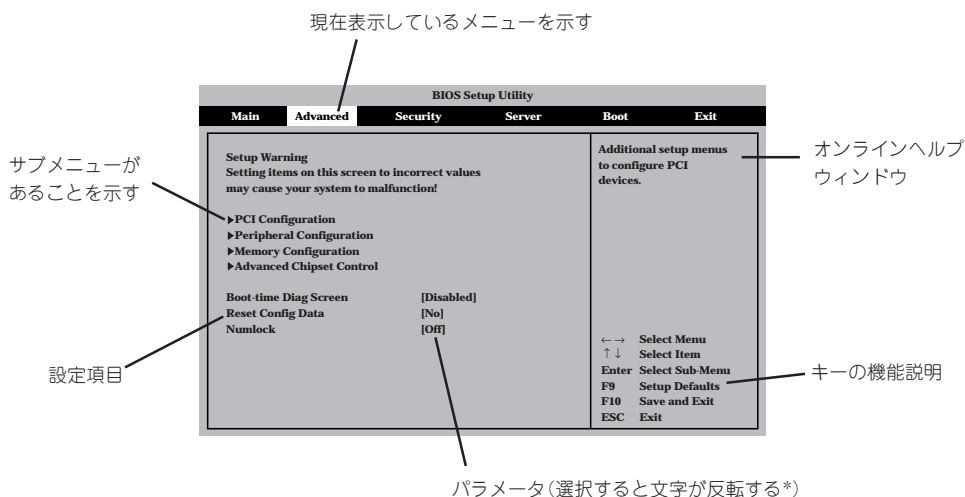 現在表示しているメニューを示す
BIOS Setup Utility
Main Advanced Security Server Boot Exit
サブメニューが
あることを示す
Setup Warning
Setting items on this screen to incorrect values
may cause your system to malfunction!
▶PCI Configuration
▶Peripheral Configuration
▶Memory Configuration
▶Advanced Chipset Control
Boot-time Diag Screen [Disabled]
Reset Config Data [No]
Numlock [Off]
設定項目
Additional setup menus
to configure PCI
devices.
オンラインヘルプ
ウィンドウ
←→ Select Menu
↑↓ Select Item
Enter Select Sub-Menu
F9 Setup Defaults
F10 Save and Exit
ESC Exit
キーの機能説明
パラメータ(選択すると文字が反転する*)